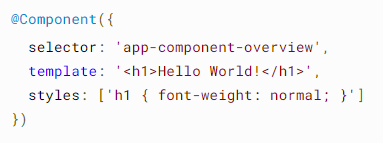 @Component({
  selector: 'app-component-overview',
  template: '<h1>Hello World!</h1>',
  styles: ['h1 { font-weight: normal; }']
})